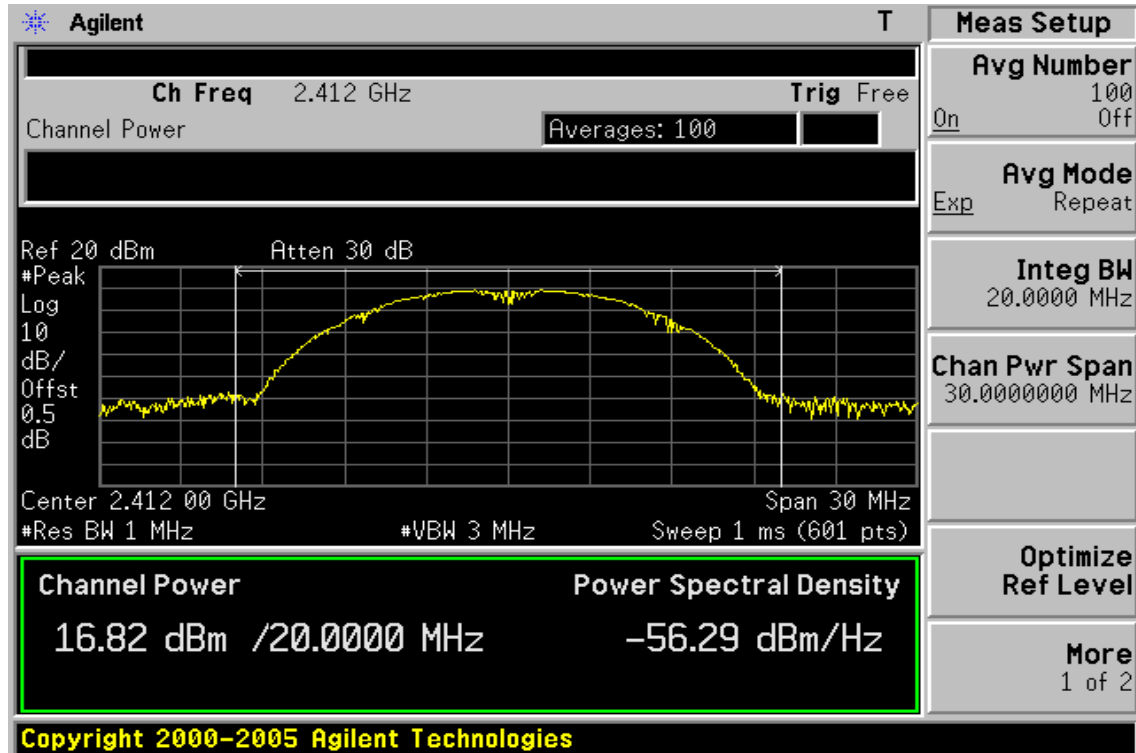 Agilent T
Ch Freq 2.412 GHz Trig Free
Channel Power Averages: 100
Ref 20 dBm Atten 30 dB
#Peak
Log
10
dB/
Offst
0.5
dB
Center 2.412 00 GHz Span 30 MHz
#Res BW 1 MHz #VBW 3 MHz Sweep 1 ms (601 pts)
Channel Power Power Spectral Density
16.82 dBm /20.0000 MHz -56.29 dBm/Hz
Copyright 2000-2005 Agilent Technologies
Meas Setup
Avg Number
100
On Off
Avg Mode
Exp Repeat
Integ BW
20.0000 MHz
Chan Pwr Span
30.0000000 MHz
Optimize
Ref Level
More
1 of 2